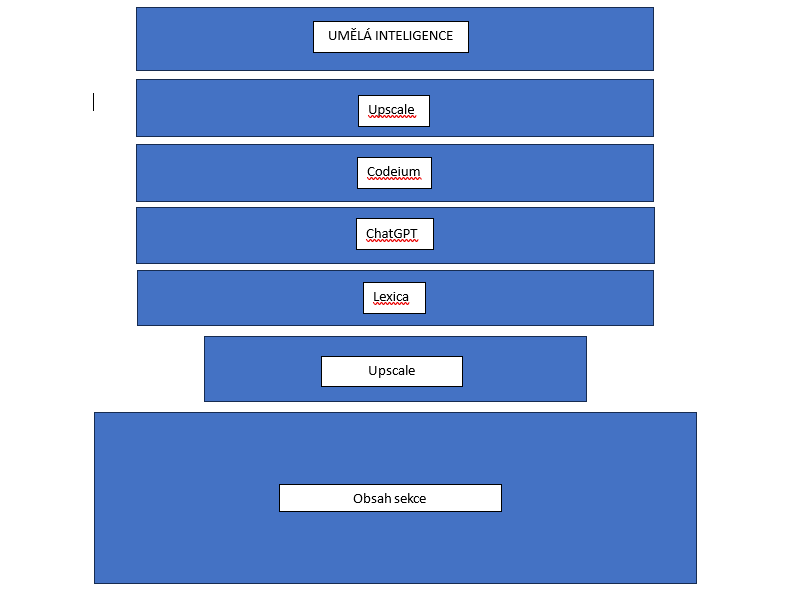 UMĚLÁ INTELIGENCE
Upscale
Codeium
ChatGPT
Lexica
Upscale
Obsah sekce